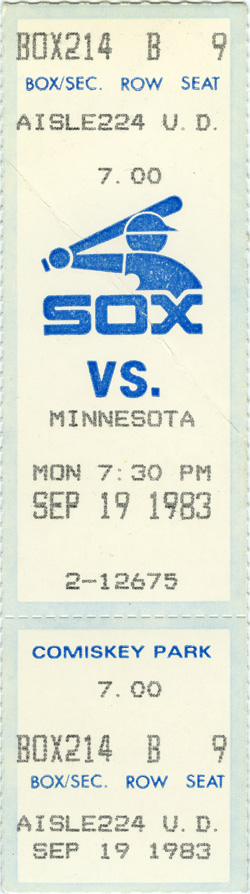 BOX214 B 9
BOX/SEC. ROW SEAT
AISLE224 U.D.
7.00
SOX
VS.
MINNESOTA
MON 7:30 PM
SEP 19 1983
2-12675
COMISKEY PARK
7.00
BOX214 B 9
BOX/SEC. ROW SEAT
AISLE224 U.D.
SEP 19 1983